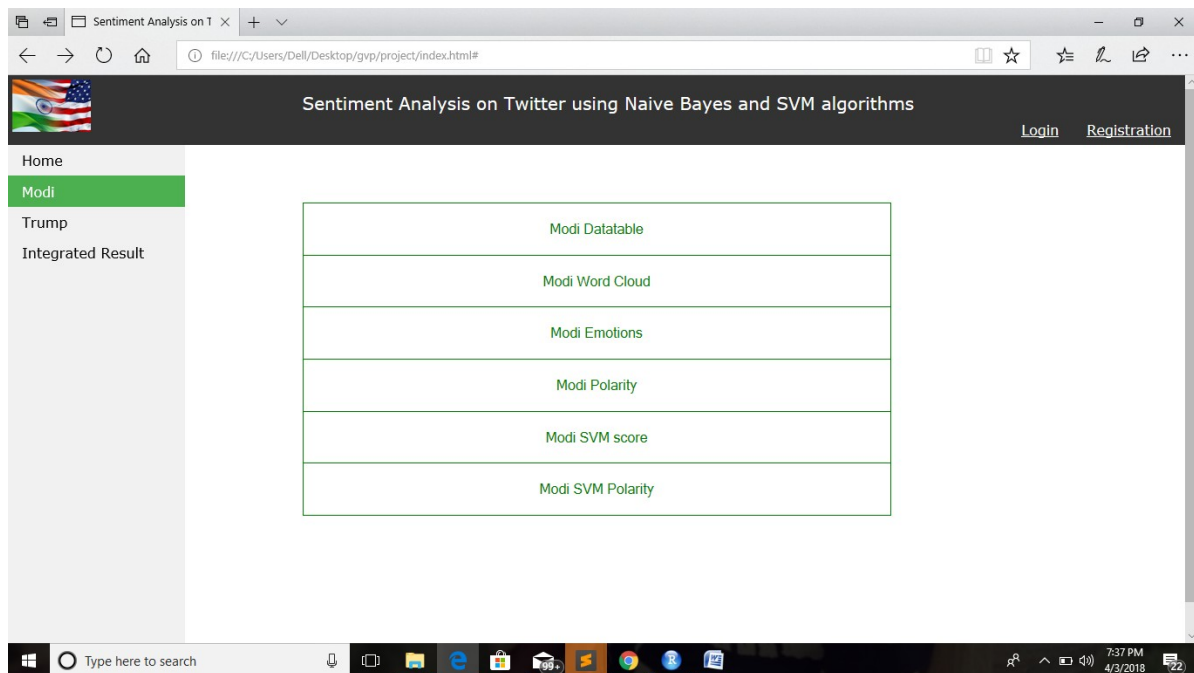 Sentiment Analysis on T
file:///C:/Users/Dell/Desktop/gvp/project/index.html#
Sentiment Analysis on Twitter using Naive Bayes and SVM algorithms
Login Registration
Home
Modi
Trump
Integrated Result
Modi Datatable
Modi Word Cloud
Modi Emotions
Modi Polarity
Modi SVM score
Modi SVM Polarity
Type here to search
99+
R
7:37 PM
4/3/2018
22